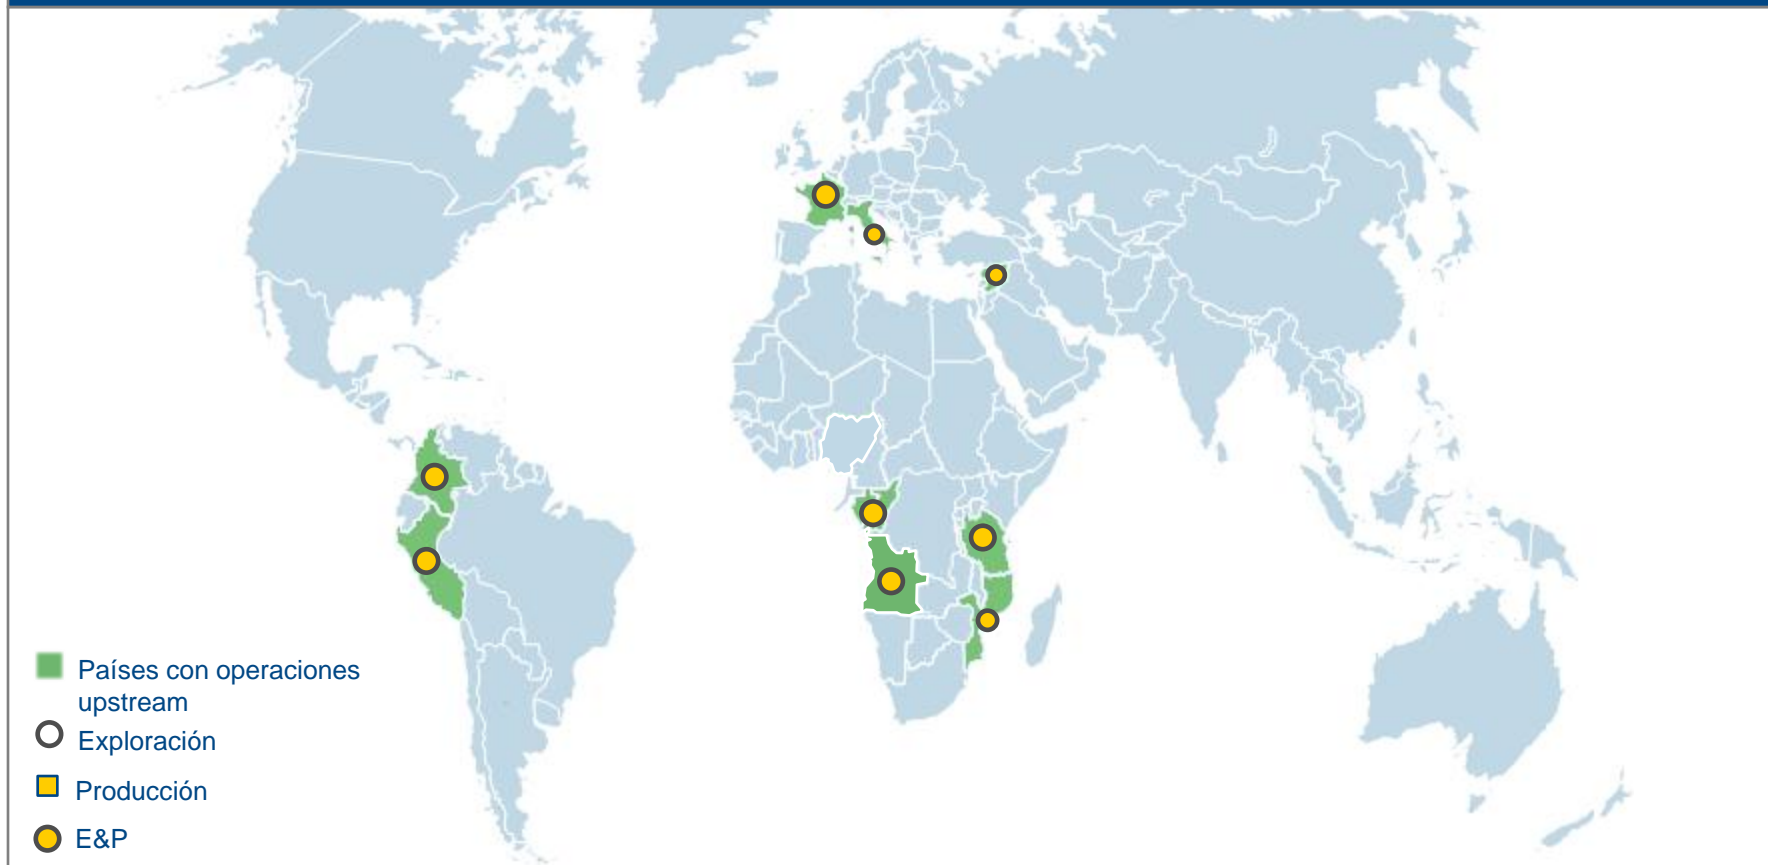 Países con operaciones
upstream
Exploración
Producción
E&P